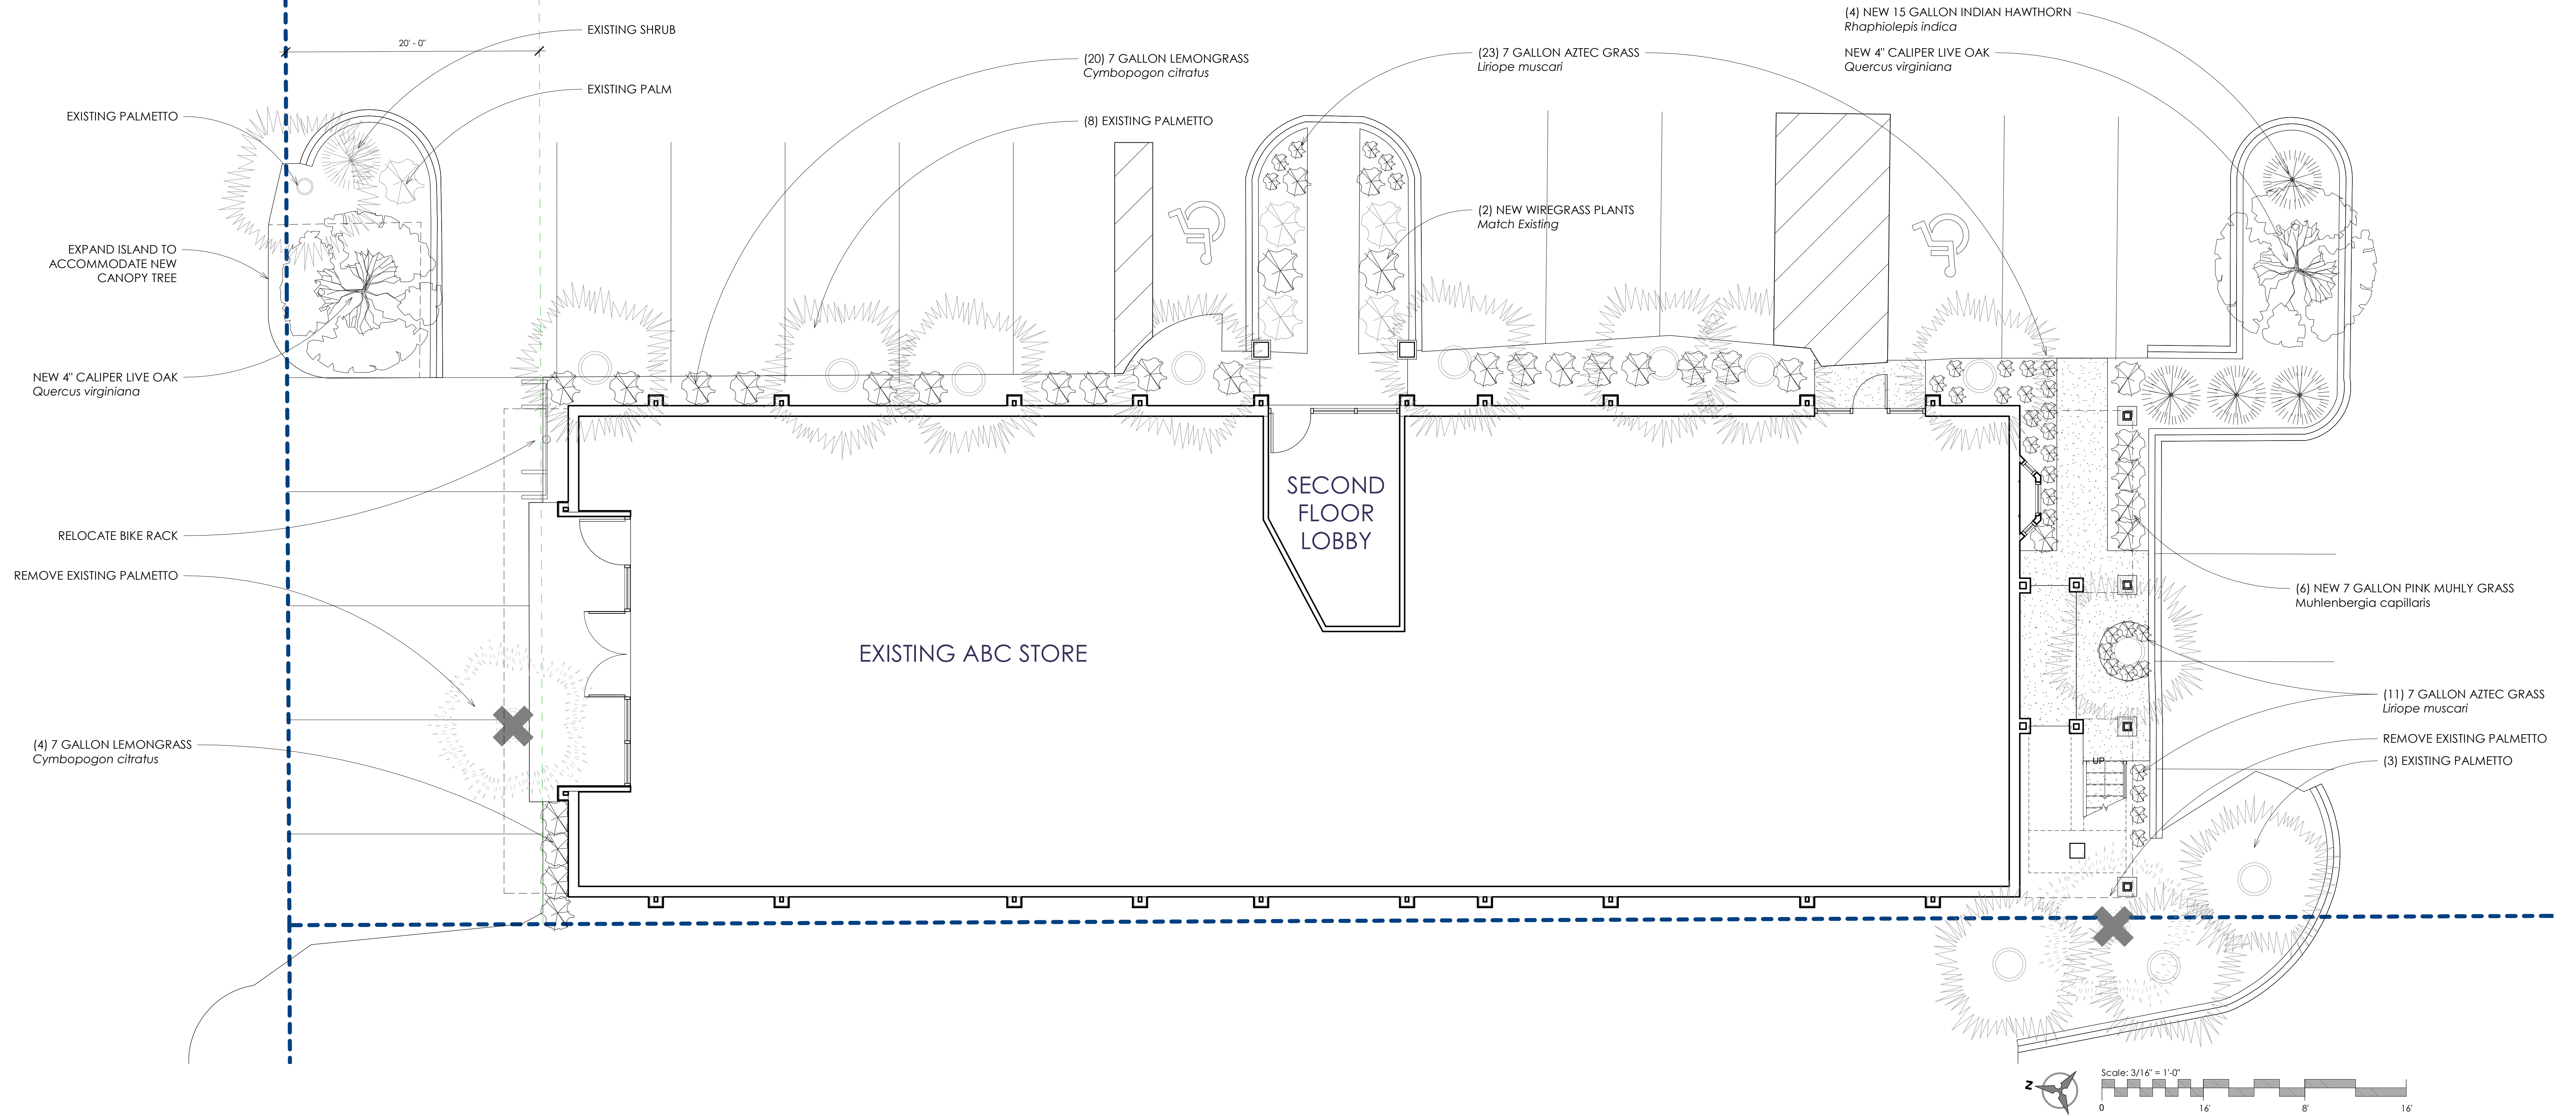 (4) NEW 15 GALLON INDIAN HAWTHORN
Rhaphiolepis indica
EXISTING SHRUB
20' - 0"
(20) 7 GALLON LEMONGRASS
Cymbopogon citratus
(23) 7 GALLON AZTEC GRASS
Liriope muscari
NEW 4" CALIPER LIVE OAK
Quercus virginiana
EXISTING PALM
EXISTING PALMETTO
(8) EXISTING PALMETTO
(2) NEW WIREGRASS PLANTS
Match Existing
EXPAND ISLAND TO
ACCOMMODATE NEW
CANOPY TREE
NEW 4" CALIPER LIVE OAK
Quercus virginiana
SECOND
FLOOR
LOBBY
RELOCATE BIKE RACK
REMOVE EXISTING PALMETTO
(6) NEW 7 GALLON PINK MUHLY GRASS
Muhlenbergia capillaris
EXISTING ABC STORE
(11) 7 GALLON AZTEC GRASS
Liriope muscari
(4) 7 GALLON LEMONGRASS
Cymbopogon citratus
REMOVE EXISTING PALMETTO
(3) EXISTING PALMETTO
UP
Scale: 3/16" = 1'-0"
N
0 16' 8' 16'